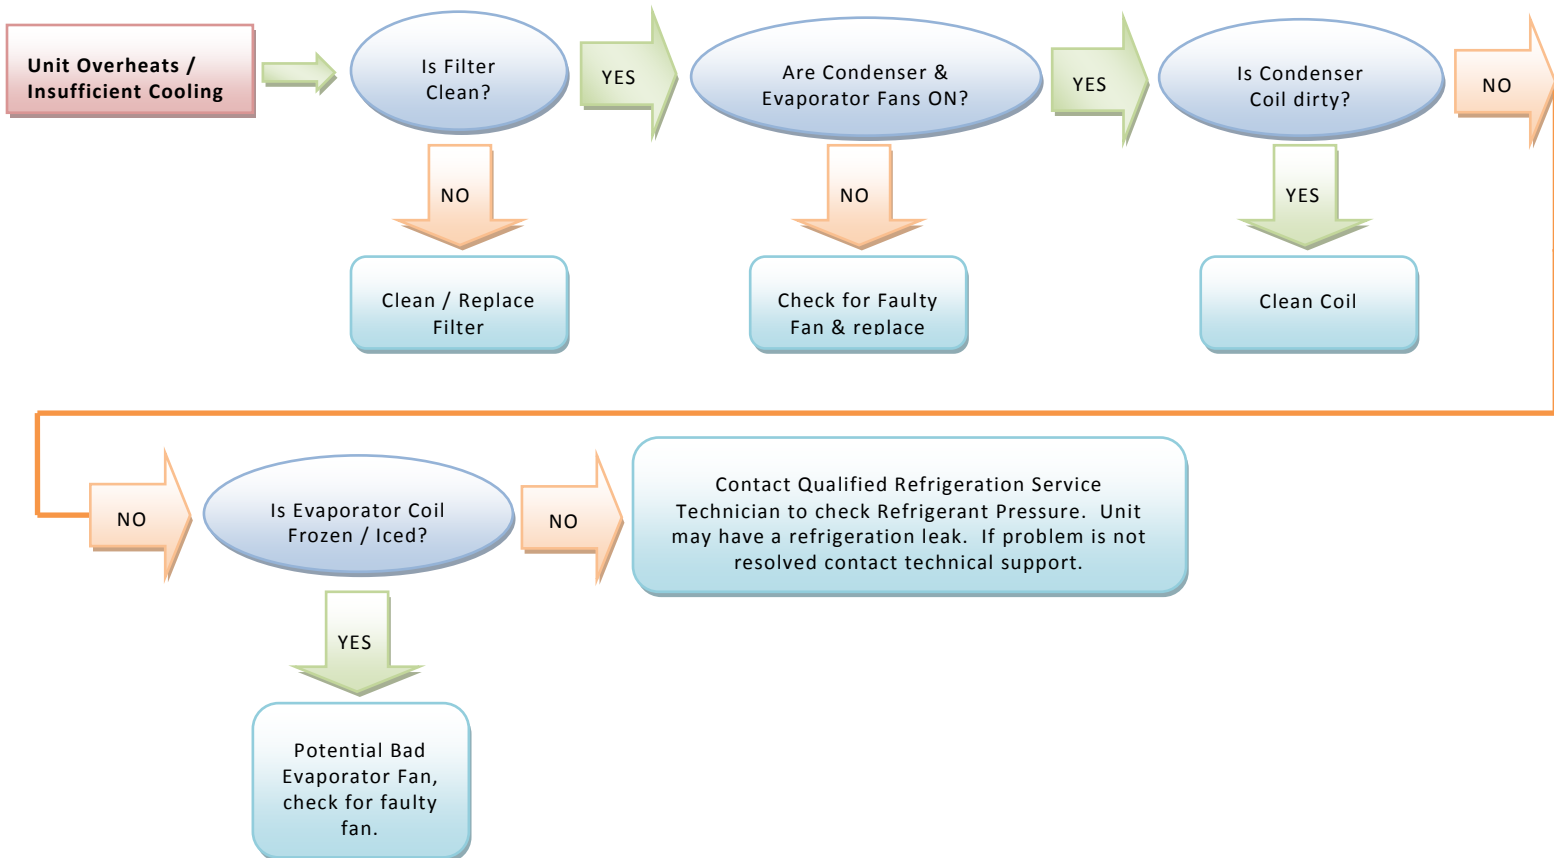 Unit Overheats /
Insufficient Cooling
Is Filter
Clean?
YES
Are Condenser &
Evaporator Fans ON?
YES
Is Condenser
Coil dirty?
NO
NO
NO
YES
Clean / Replace
Filter
Check for Faulty
Fan & replace
Clean Coil
NO
Is Evaporator Coil
Frozen / Iced?
NO
Contact Qualified Refrigeration Service
Technician to check Refrigerant Pressure. Unit
may have a refrigeration leak. If problem is not
resolved contact technical support.
YES
Potential Bad
Evaporator Fan,
check for faulty
fan.